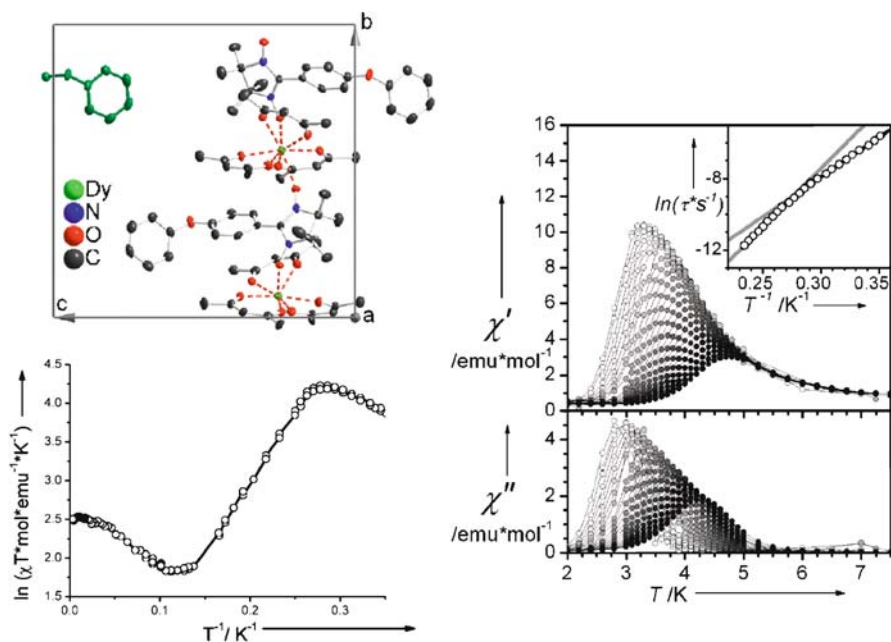 b
Dy
N
O
C
c
a
4.5
4.0
3.5
3.0
2.5
2.0
1.5
0.0
0.1
0.2
0.3
ln (χT*mol*emu⁻¹*K⁻¹)
T⁻¹/ K⁻¹
16
14
12
10
8
6
4
2
0
χ'
/emu*mol⁻¹
ln(τ*s⁻¹)
-6
-8
-12
0.25
0.30
0.35
T⁻¹/K⁻¹
4
2
0
χ''
/emu*mol⁻¹
2
3
4
5
6
7
T/K